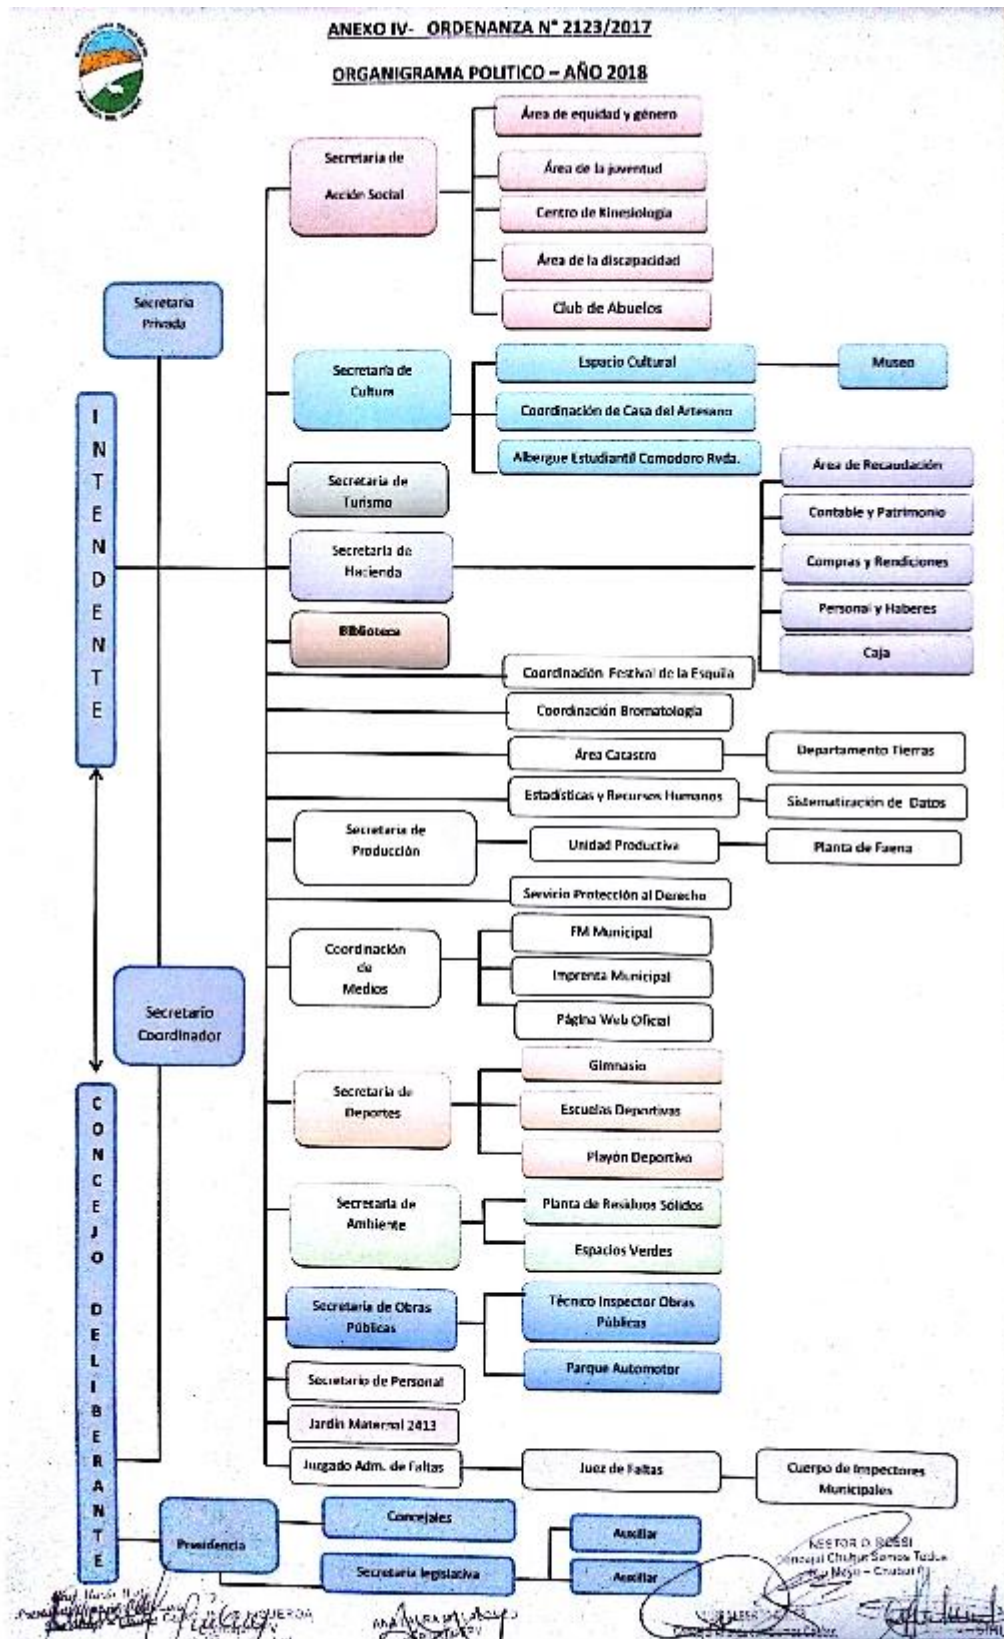 ANEXO IV- ORDENANZA N° 2123/2017
ORGANIGRAMA POLITICO – AÑO 2018
Área de equidad y género
Secretaria de
Acción Social
Área de la juventud
Centro de Kinesiología
Área de la discapacidad
Club de Abuelos
Secretaria
Privada
Secretaría de
Cultura
Espacio Cultural
Museo
Coordinación de Casa del Artesano
Albergue Estudiantil Comodoro Rvda.
INTENDENTE
Secretaria de
Turismo
Área de Recaudación
Contable y Patrimonio
Secretaria de
Hacienda
Compras y Rendiciones
Personal y Haberes
Biblioteca
Caja
Coordinación Festival de la Esquila
Coordinación Bromatología
Área Catastro
Departamento Tierras
Estadísticas y Recursos Humanos
Sistematización de Datos
Secretaria de
Producción
Unidad Productiva
Planta de Faena
Servicio Protección al Derecho
Coordinación
de
Medios
FM Municipal
Imprenta Municipal
Página Web Oficial
Secretario
Coordinador
Secretaria de
Deportes
Gimnasio
Escuelas Deportivas
Playón Deportivo
CONCEJO DELIBERANTE
Secretaria de
Ambiente
Planta de Residuos Sólidos
Espacios Verdes
Secretaria de Obras
Públicas
Técnico Inspector Obras
Públicas
Parque Automotor
Secretario de Personal
Jardín Maternal 2413
Juzgado Adm. de Faltas
Juez de Faltas
Cuerpo de Inspectores
Municipales
Presidencia
Concejales
Secretaria legislativa
Auxiliar
Auxiliar
NESTOR O. ROSSI
Concejal Chubut Somos Todos